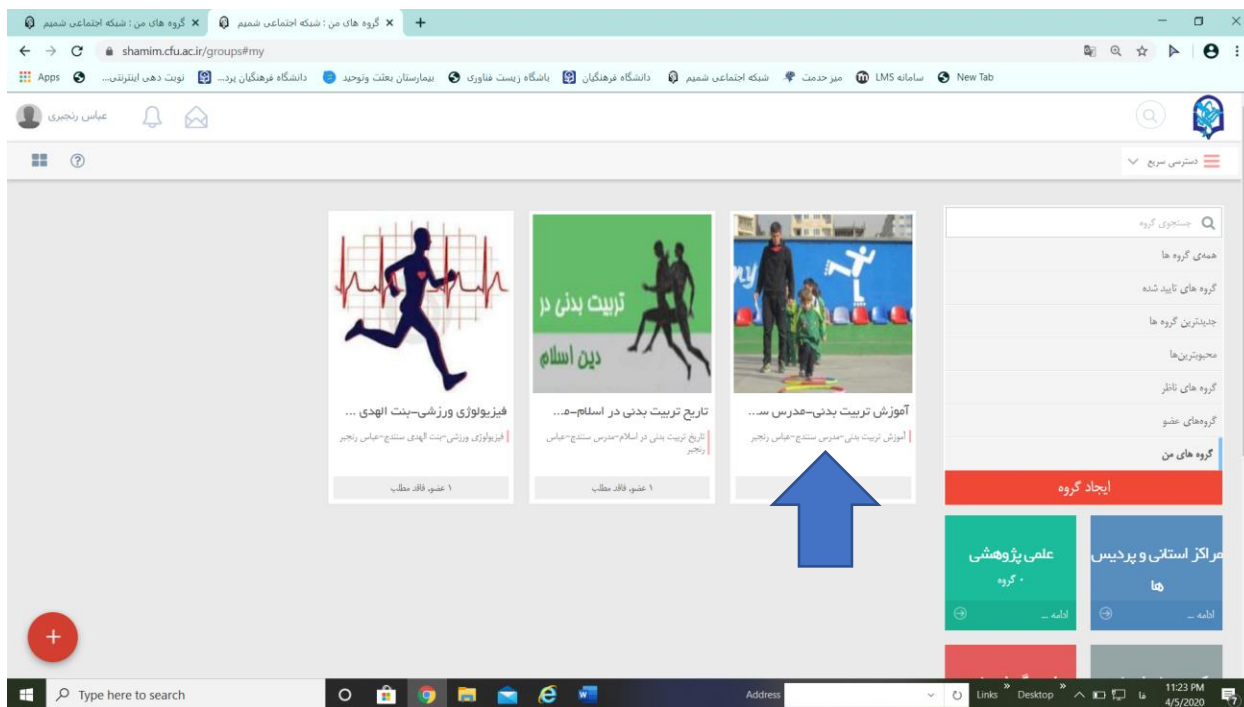 گروه های من : شبکه اجتماعی شمیم
گروه های من : شبکه اجتماعی شمیم
shamim.cfu.ac.ir/groups#my
Apps
نوبت دهی اینترنتی...
دانشگاه فرهنگیان پرد...
بیمارستان بعثت وتوحید
باشگاه زیست فناوری
دانشگاه فرهنگیان
شبکه اجتماعی شمیم
میز خدمت
سامانه LMS
New Tab
عباس رنجبری
دسترسی سریع
جستجوی گروه
همه‌ی گروه ها
گروه های تایید شده
جدیدترین گروه ها
محبوبترین‌ها
گروه های ناظر
گروه‌های عضو
گروه های من
ایجاد گروه
مراکز استانی و پردیس
ها
ادامه ...
علمی پژوهشی
۰ گروه
ادامه ...
آموزش تربیت بدنی-مدرس سـ...
آموزش تربیت بدنی-مدرس سنندج-عباس رنجبر
تربیت بدنی در
دین اسلام
تاریخ تربیت بدنی در اسلام-مـ...
تاریخ تربیت بدنی در اسلام-مدرس سنندج-عباس
رنجبر
۱ عضو، فاقد مطلب
فیزیولوژی ورزشی-بنت الهدی ...
فیزیولوژی ورزشی-بنت الهدی سنندج-عباس رنجبر
۱ عضو، فاقد مطلب
Type here to search
Address
Links
Desktop
فا
11:23 PM
4/5/2020
7